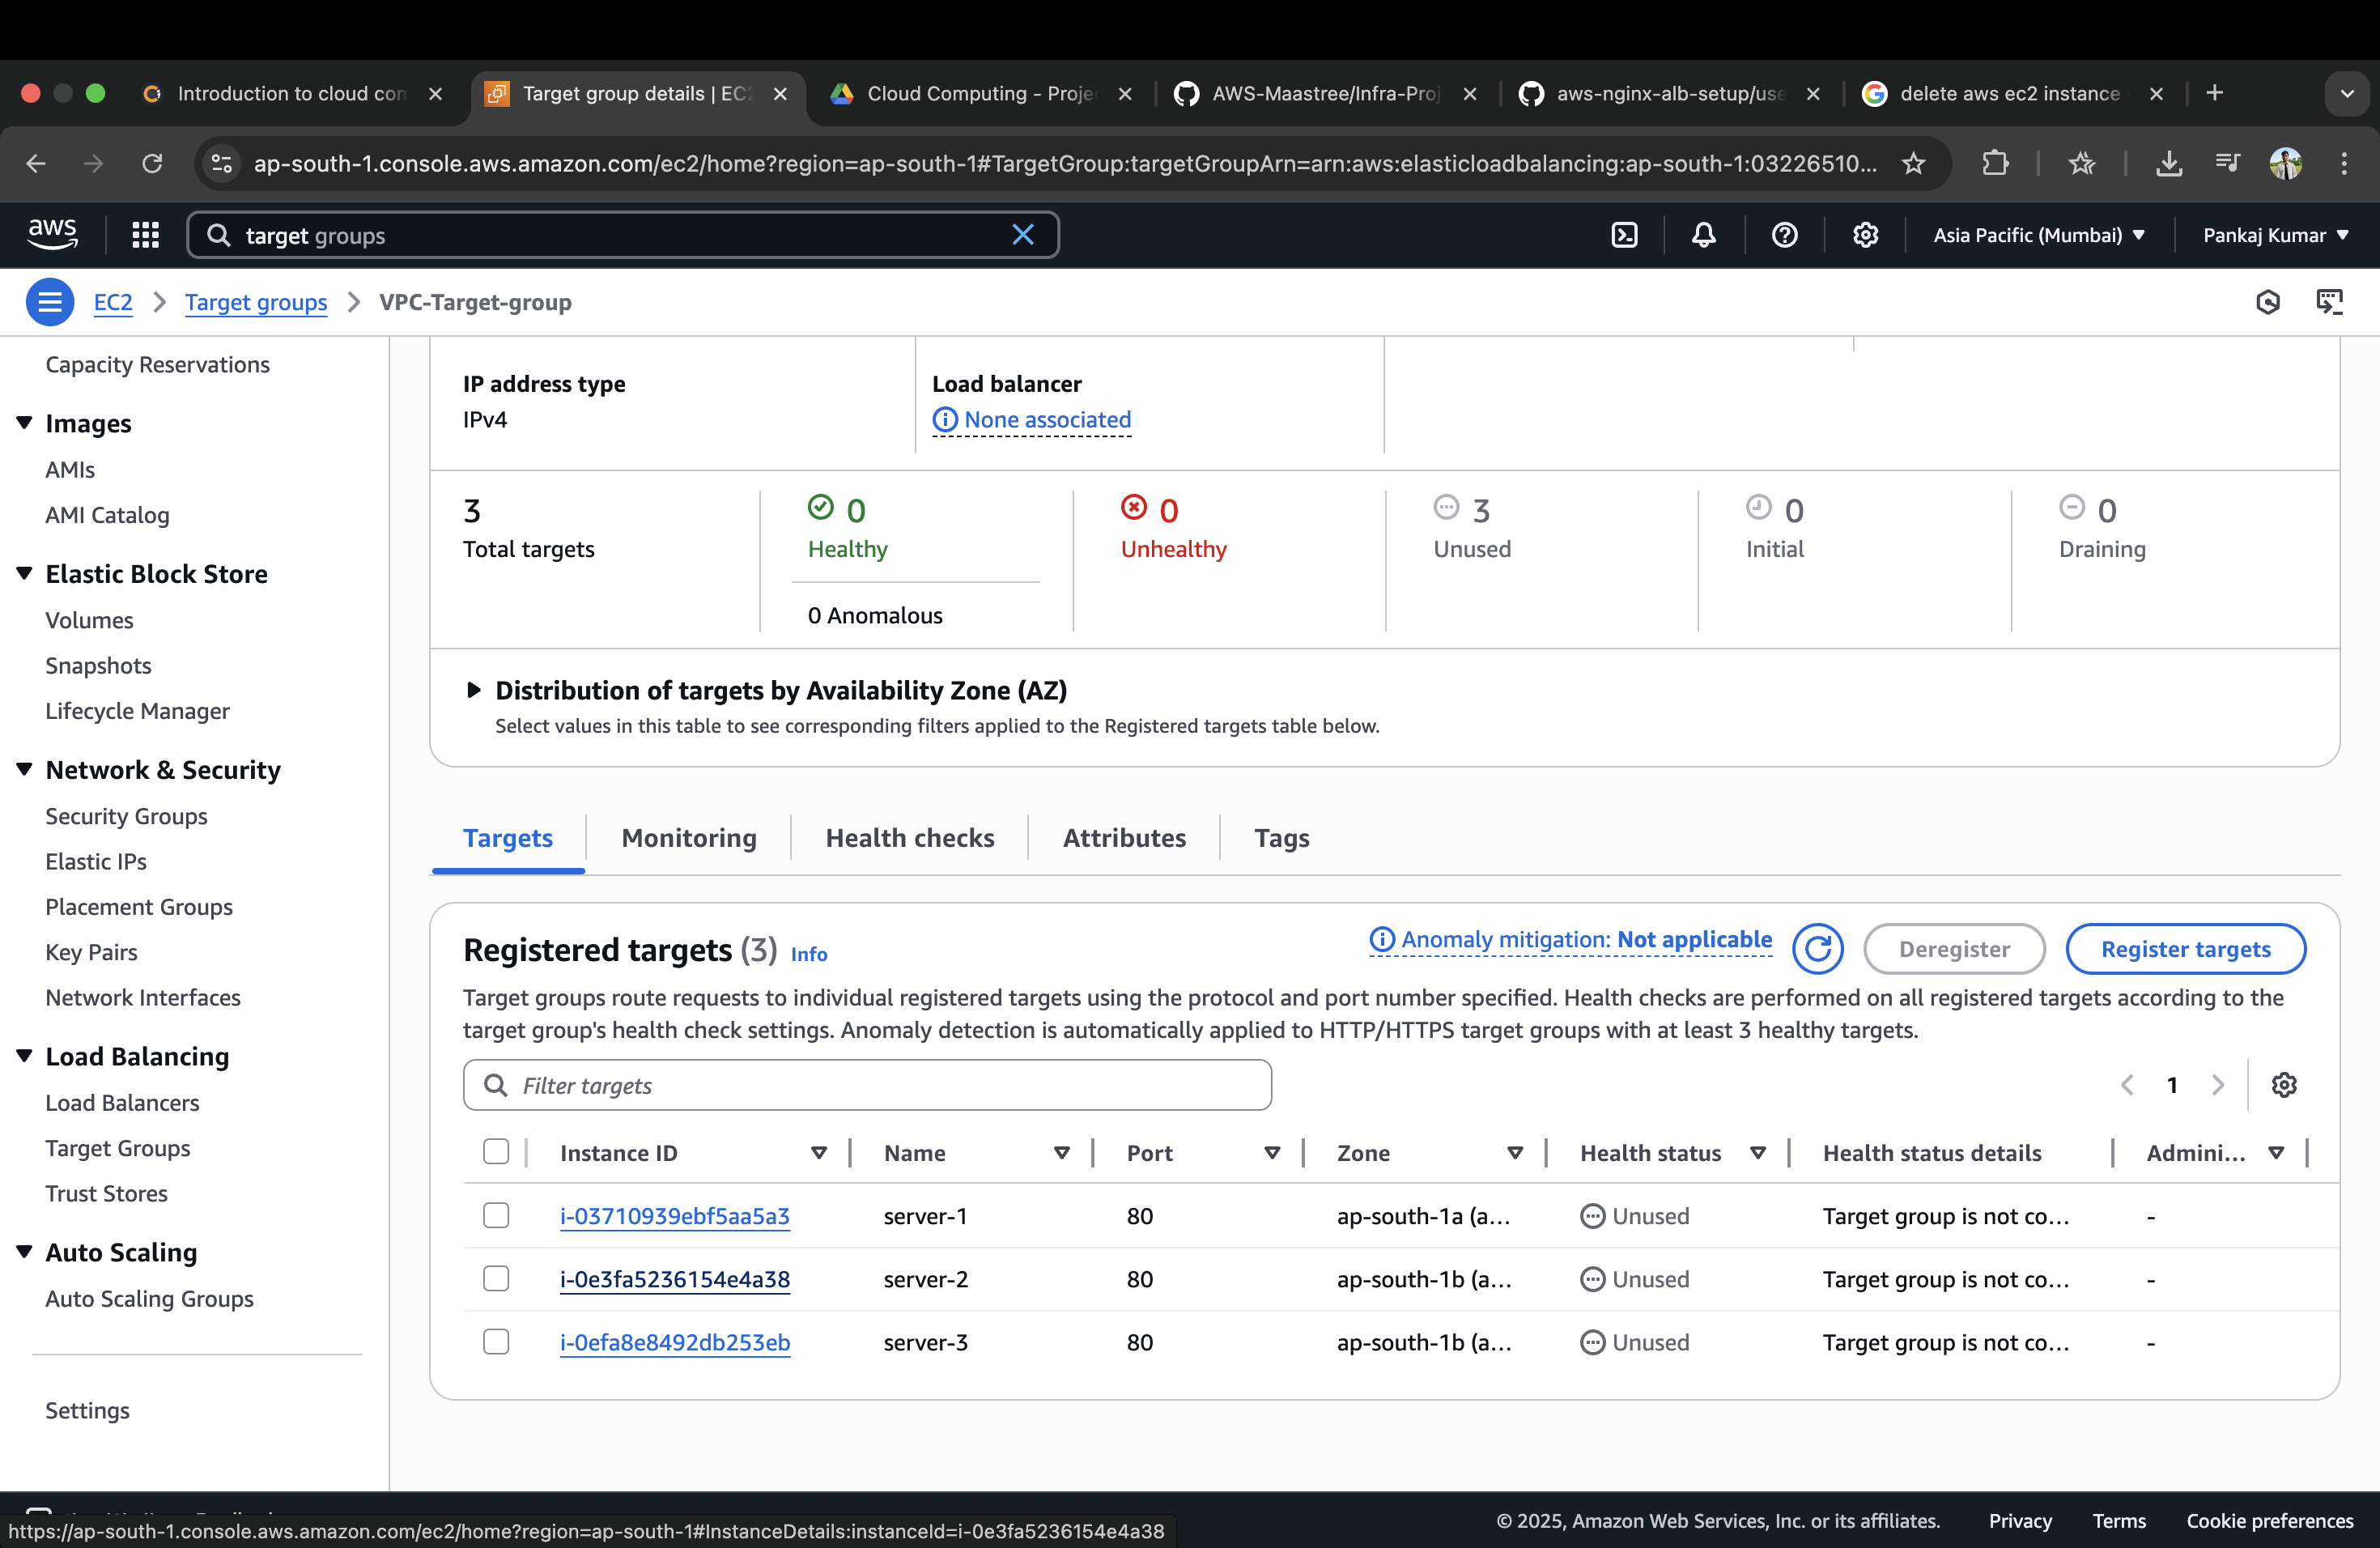 Introduction to cloud con
Target group details | EC2
Cloud Computing - Proje
AWS-Maastree/Infra-Proj
aws-nginx-alb-setup/use
delete aws ec2 instance
ap-south-1.console.aws.amazon.com/ec2/home?region=ap-south-1#TargetGroup:targetGroupArn=arn:aws:elasticloadbalancing:ap-south-1:03226510...
aws
target groups
Asia Pacific (Mumbai)
Pankaj Kumar
EC2
Target groups
VPC-Target-group
Capacity Reservations
Images
AMIs
AMI Catalog
Elastic Block Store
Volumes
Snapshots
Lifecycle Manager
Network & Security
Security Groups
Elastic IPs
Placement Groups
Key Pairs
Network Interfaces
Load Balancing
Load Balancers
Target Groups
Trust Stores
Auto Scaling
Auto Scaling Groups
Settings
IP address type
IPv4
Load balancer
None associated
3
Total targets
0
Healthy
0 Anomalous
0
Unhealthy
3
Unused
0
Initial
0
Draining
Distribution of targets by Availability Zone (AZ)
Select values in this table to see corresponding filters applied to the Registered targets table below.
Targets
Monitoring
Health checks
Attributes
Tags
Registered targets (3) Info
Anomaly mitigation: Not applicable
Deregister
Register targets
Target groups route requests to individual registered targets using the protocol and port number specified. Health checks are performed on all registered targets according to the
target group's health check settings. Anomaly detection is automatically applied to HTTP/HTTPS target groups with at least 3 healthy targets.
Filter targets
1
Instance ID Name Port Zone Health status Health status details Admini...
i-03710939ebf5aa5a3 server-1 80 ap-south-1a (a... Unused Target group is not co... -
i-0e3fa5236154e4a38 server-2 80 ap-south-1b (a... Unused Target group is not co... -
i-0efa8e8492db253eb server-3 80 ap-south-1b (a... Unused Target group is not co... -
https://ap-south-1.console.aws.amazon.com/ec2/home?region=ap-south-1#InstanceDetails:instanceId=i-0e3fa5236154e4a38
© 2025, Amazon Web Services, Inc. or its affiliates.
Privacy
Terms
Cookie preferences